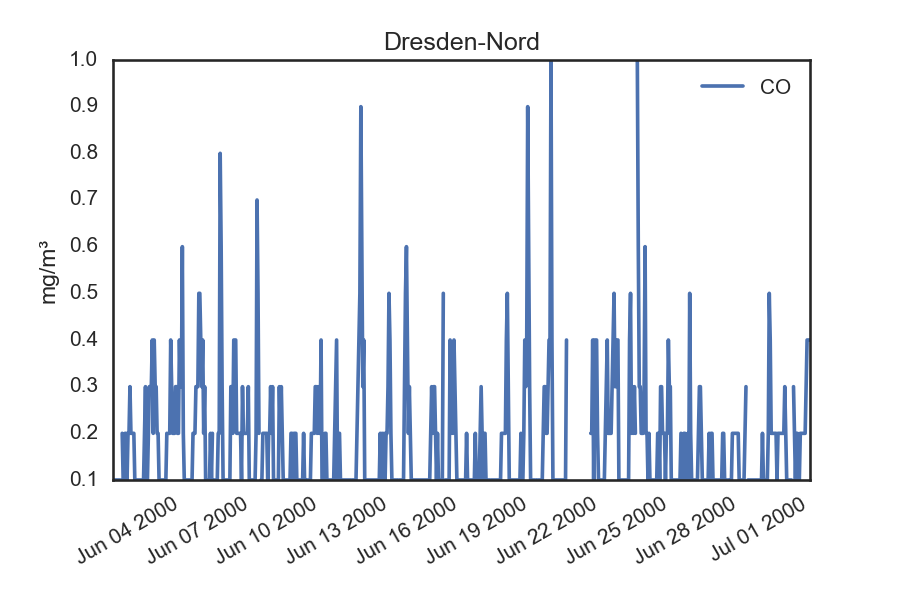 Dresden-Nord
CO
mg/m³
1.0
0.9
0.8
0.7
0.6
0.5
0.4
0.3
0.2
0.1
Jun 04 2000
Jun 07 2000
Jun 10 2000
Jun 13 2000
Jun 16 2000
Jun 19 2000
Jun 22 2000
Jun 25 2000
Jun 28 2000
Jul 01 2000